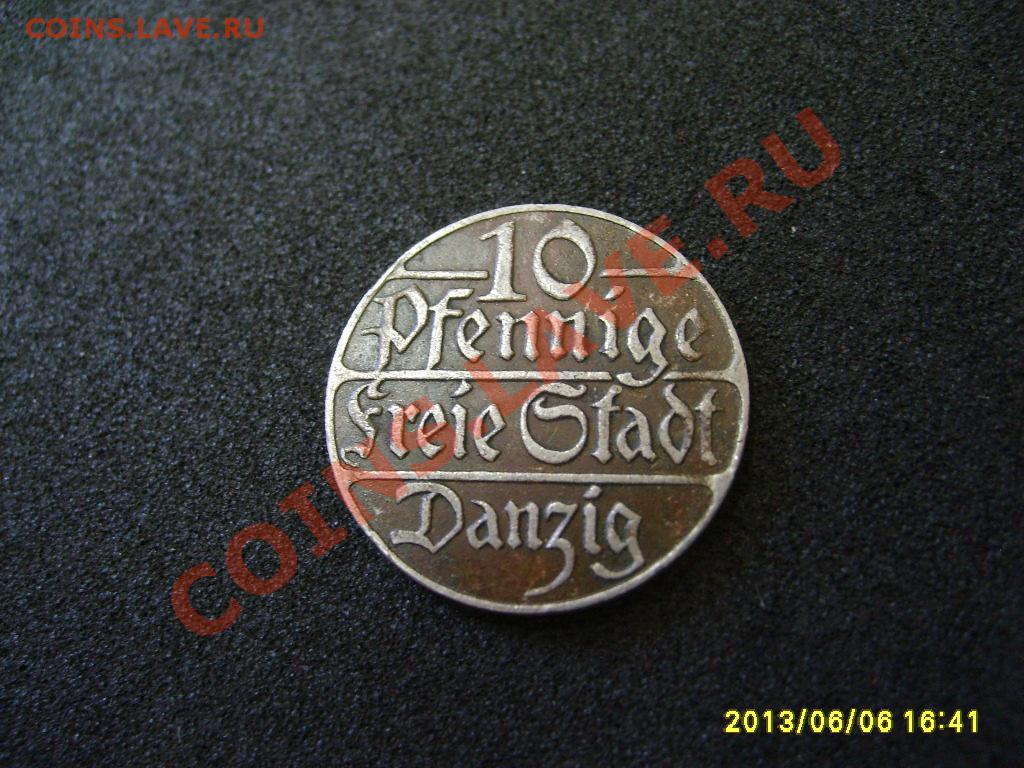 COINS.LAVE.RU
10
Pfennige
Freie Stadt
Danzig
COINS.LAVE.RU
2013/06/06 16:41